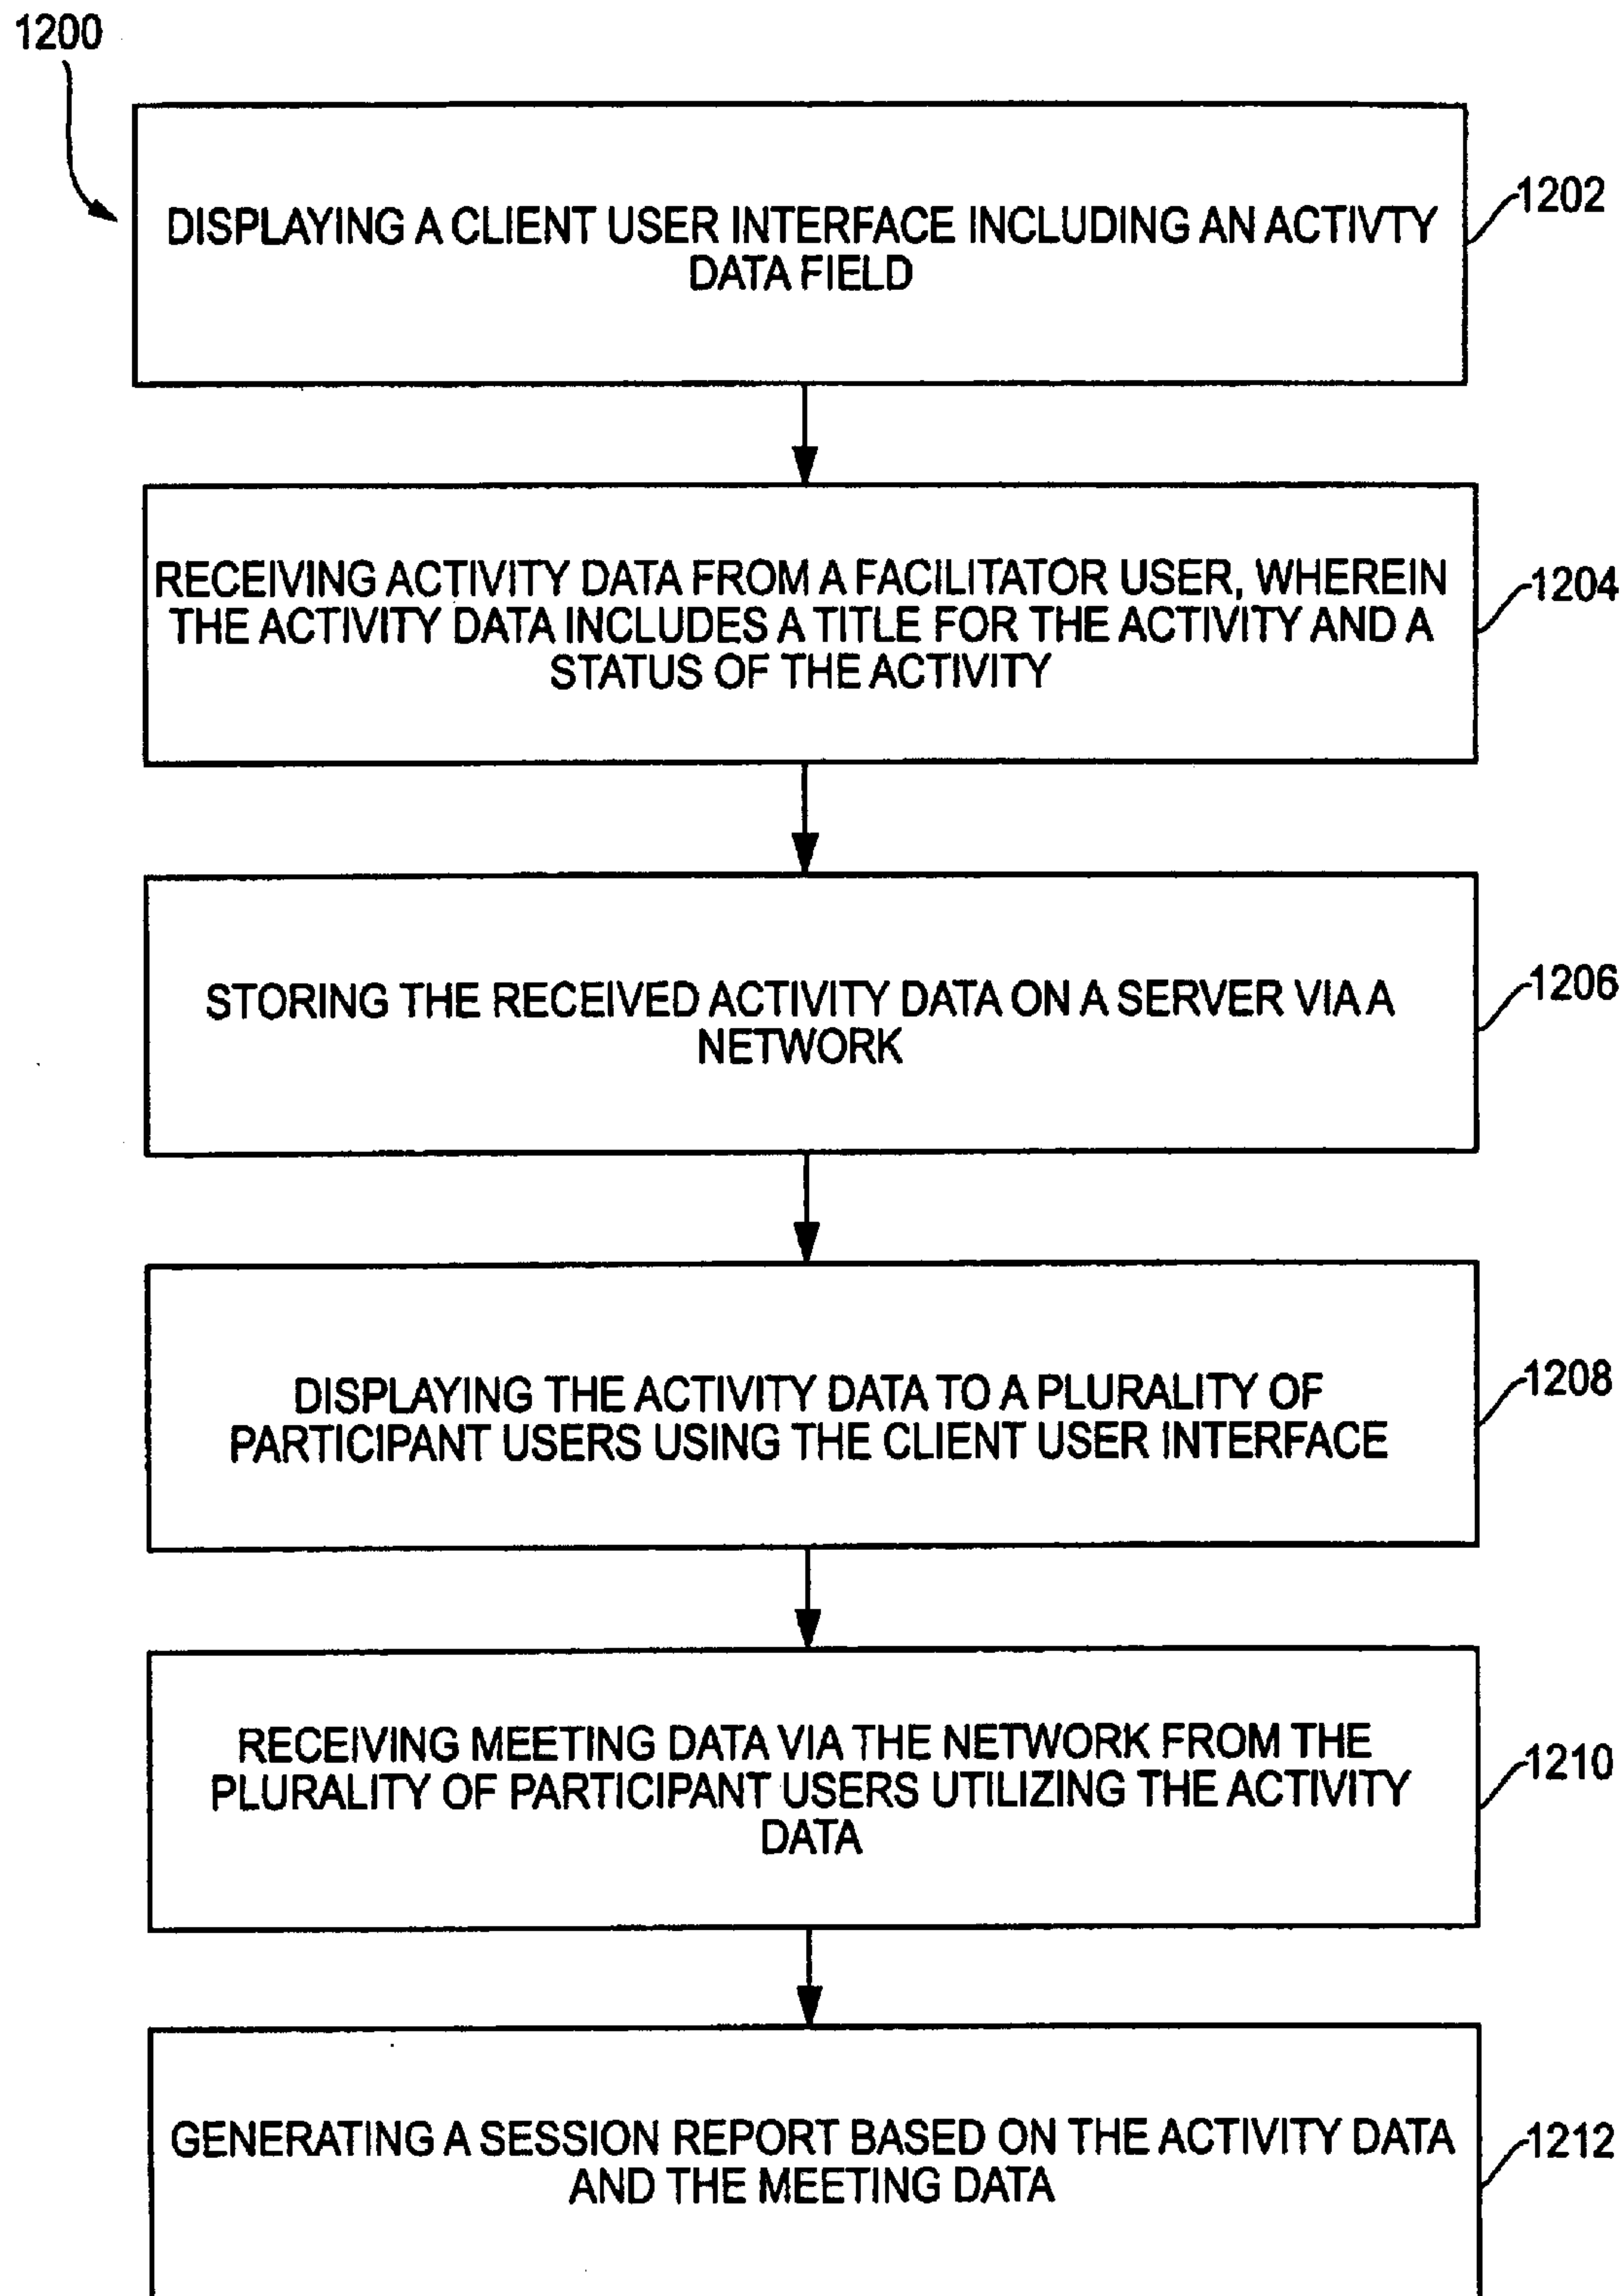 1200
DISPLAYING A CLIENT USER INTERFACE INCLUDING AN ACTIVTY
DATA FIELD
1202
RECEIVING ACTIVITY DATA FROM A FACILITATOR USER, WHEREIN
THE ACTIVITY DATA INCLUDES A TITLE FOR THE ACTIVITY AND A
STATUS OF THE ACTIVITY
1204
STORING THE RECEIVED ACTIVITY DATA ON A SERVER VIA A
NETWORK
1206
DISPLAYING THE ACTIVITY DATA TO A PLURALITY OF
PARTICIPANT USERS USING THE CLIENT USER INTERFACE
1208
RECEIVING MEETING DATA VIA THE NETWORK FROM THE
PLURALITY OF PARTICIPANT USERS UTILIZING THE ACTIVITY
DATA
1210
GENERATING A SESSION REPORT BASED ON THE ACTIVITY DATA
AND THE MEETING DATA
1212